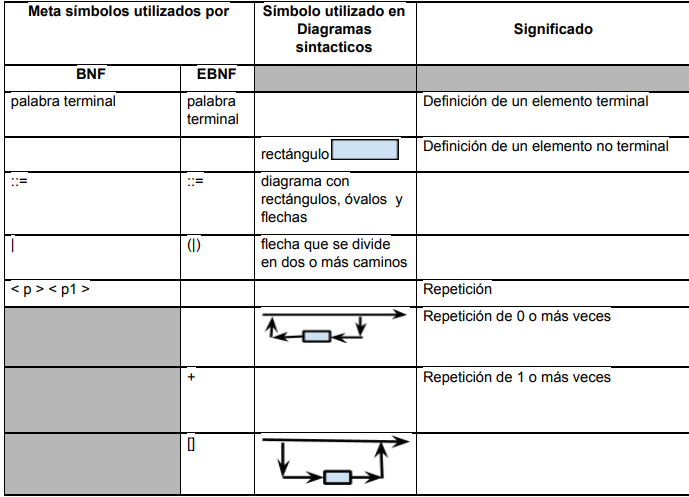 Meta símbolos utilizados por
Símbolo utilizado en
Diagramas
sintacticos
Significado
BNF
EBNF
palabra terminal
palabra
terminal
Definición de un elemento terminal
rectángulo
Definición de un elemento no terminal
::=
::=
diagrama con
rectángulos, óvalos y
flechas
|
(|)
flecha que se divide
en dos o más caminos
< p > < p1 >
Repetición
Repetición de 0 o más veces
+
Repetición de 1 o más veces
[]